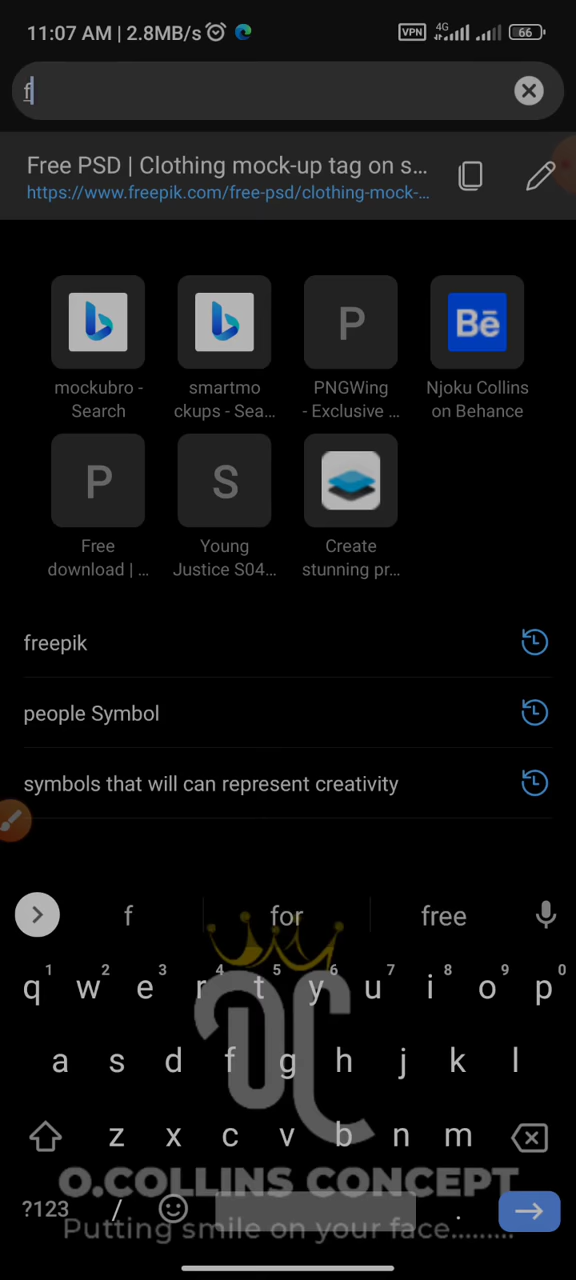 11:07 AM | 2.8MB/s
VPN 4G 66
f
Free PSD | Clothing mock-up tag on s...
https://www.freepik.com/free-psd/clothing-mock-...
mockubro -
Search
smartmo
ckups - Sea...
P
PNGWing
- Exclusive ...
Bē
Njoku Collins
on Behance
P
Free
download | ...
S
Young
Justice S04...
Create
stunning pr...
freepik
people Symbol
symbols that will can represent creativity
f for free
1 2 3 4 5 6 7 8 9 0
q w e r t y u i o p
a s d f g h j k l
z x c v b n m
O.COLLINS CONCEPT
?123 / .
Putting smile on your face.........